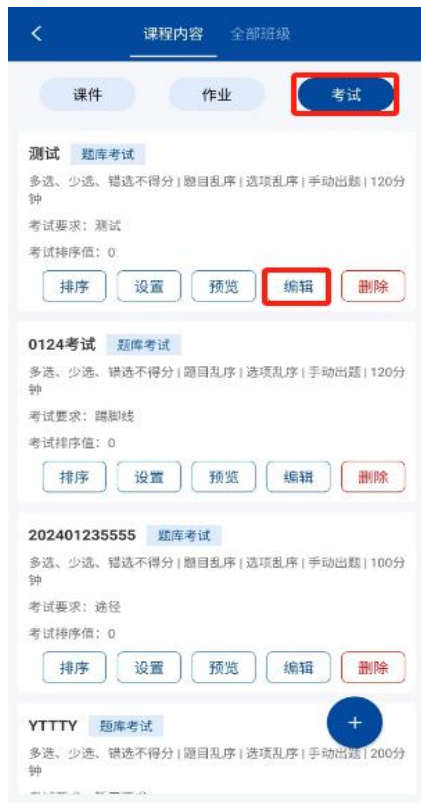 课程内容 全部班级
课件 作业 考试
测试 题库考试
多选、少选、错选不得分 | 题目乱序 | 选项乱序 | 手动出题 | 120分
钟
考试要求：测试
考试排序值：0
排序 设置 预览 编辑 删除
0124考试 题库考试
多选、少选、错选不得分 | 题目乱序 | 选项乱序 | 手动出题 | 120分
钟
考试要求：踢脚线
考试排序值：0
排序 设置 预览 编辑 删除
202401235555 题库考试
多选、少选、错选不得分 | 题目乱序 | 选项乱序 | 手动出题 | 100分
钟
考试要求：途径
考试排序值：0
排序 设置 预览 编辑 删除
YTTTY 题库考试
多选、少选、错选不得分 | 题目乱序 | 选项乱序 | 手动出题 | 200分
钟